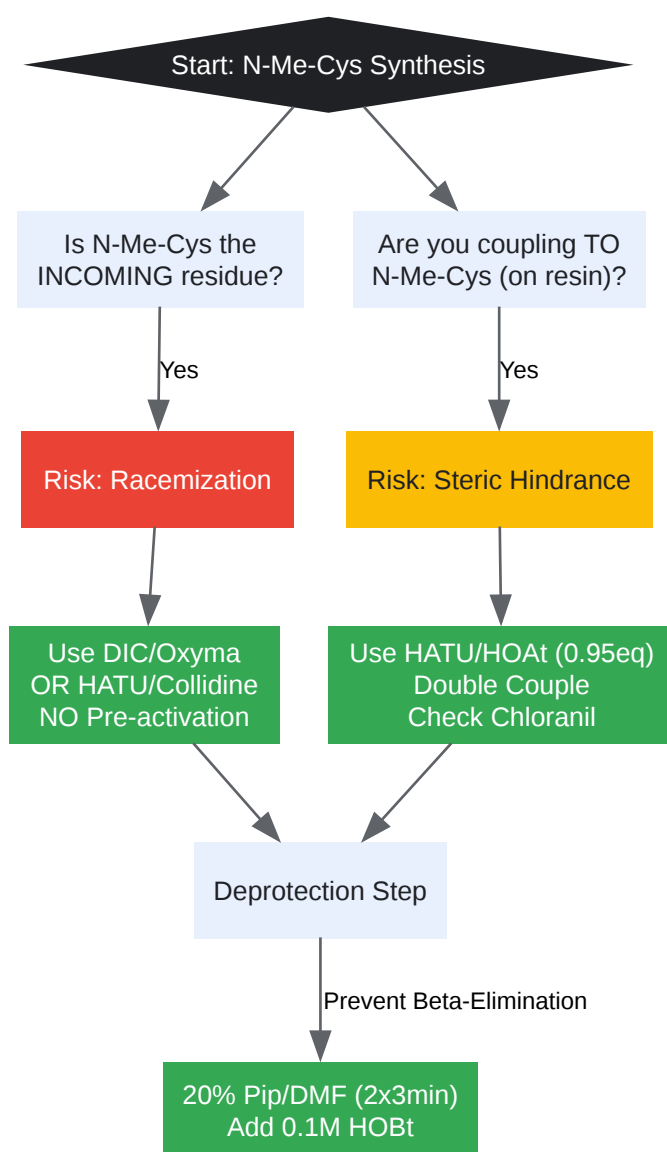 Start: N-Me-Cys Synthesis
Is N-Me-Cys the
INCOMING residue?
Are you coupling TO
N-Me-Cys (on resin)?
Yes
Yes
Risk: Racemization
Risk: Steric Hindrance
Use DIC/Oxyma
OR HATU/Collidine
NO Pre-activation
Use HATU/HOAt (0.95eq)
Double Couple
Check Chloranil
Deprotection Step
Prevent Beta-Elimination
20% Pip/DMF (2x3min)
Add 0.1M HOBt